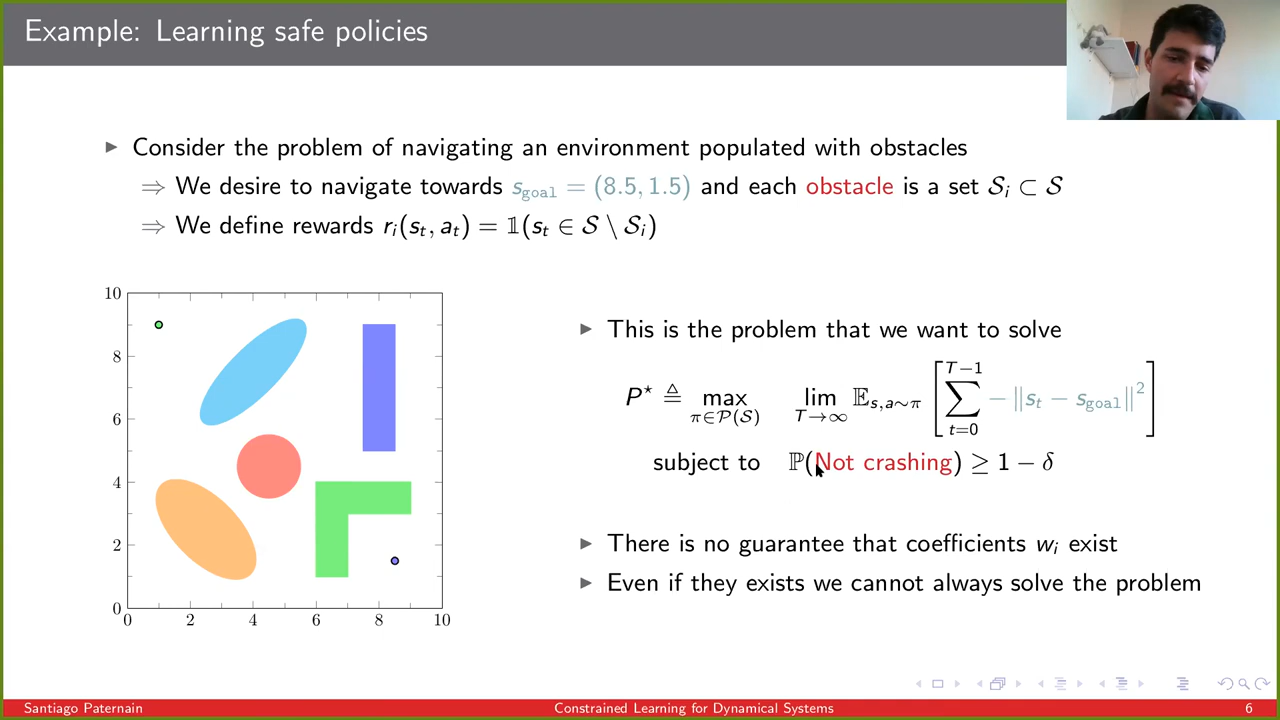 Example: Learning safe policies
▶ Consider the problem of navigating an environment populated with obstacles
⇒ We desire to navigate towards s_goal = (8.5, 1.5) and each obstacle is a set 𝒮_i ⊂ 𝒮
⇒ We define rewards r_i(s_t, a_t) = 𝟙(s_t ∈ 𝒮 \ 𝒮_i)
10
8
6
4
2
0
0 2 4 6 8 10
▶ This is the problem that we want to solve
P* ≜ max_{π∈𝒫(𝒮)} lim_{T→∞} 𝔼_{s,a∼π} [ ∑_{t=0}^{T−1} − ‖s_t − s_goal‖² ]
subject to ℙ(Not crashing) ≥ 1 − δ
▶ There is no guarantee that coefficients w_i exist
▶ Even if they exists we cannot always solve the problem
Santiago Paternain Constrained Learning for Dynamical Systems 6